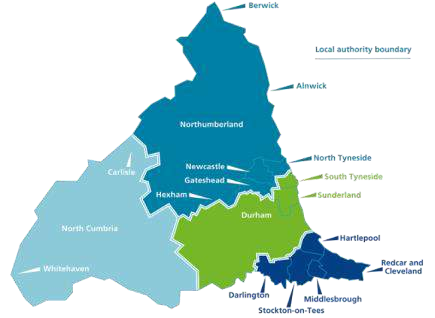 Berwick
Local authority boundary
Alnwick
Northumberland
Newcastle
North Tyneside
Carlisle
Gateshead
South Tyneside
Hexham
Sunderland
Durham
North Cumbria
Hartlepool
Whitehaven
Redcar and
Cleveland
Darlington
Middlesbrough
Stockton-on-Tees